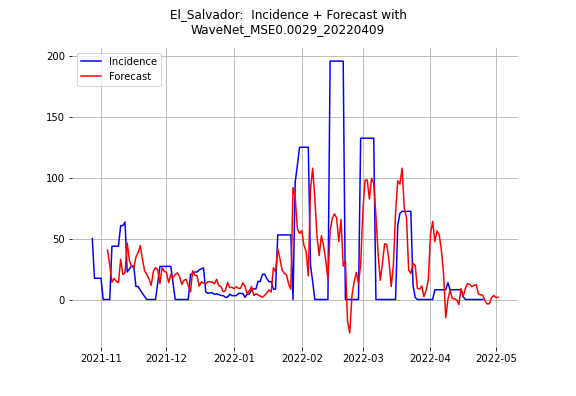 El_Salvador:  Incidence + Forecast with
WaveNet_MSE0.0029_20220409
Incidence
Forecast
200
150
100
50
0
2021-11 2021-12 2022-01 2022-02 2022-03 2022-04 2022-05